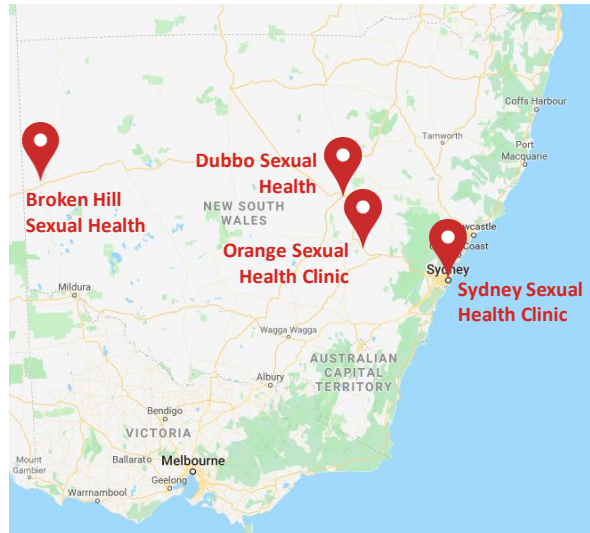 Coffs Harbour
Tamworth
Port
Macquarie
Dubbo Sexual
Health
Broken Hill
Sexual Health
NEW SOUTH
WALES
Orange Sexual
Health Clinic
wcastle
Coast
Sydney
Sydney Sexual
Health Clinic
Mildura
Wagga Wagga
AUSTRALIAN
CAPITAL
TERRITORY
Albury
Bendigo
VICTORIA
Mount
Gambier
Ballarat
Melbourne
Geelong
Warrnambool